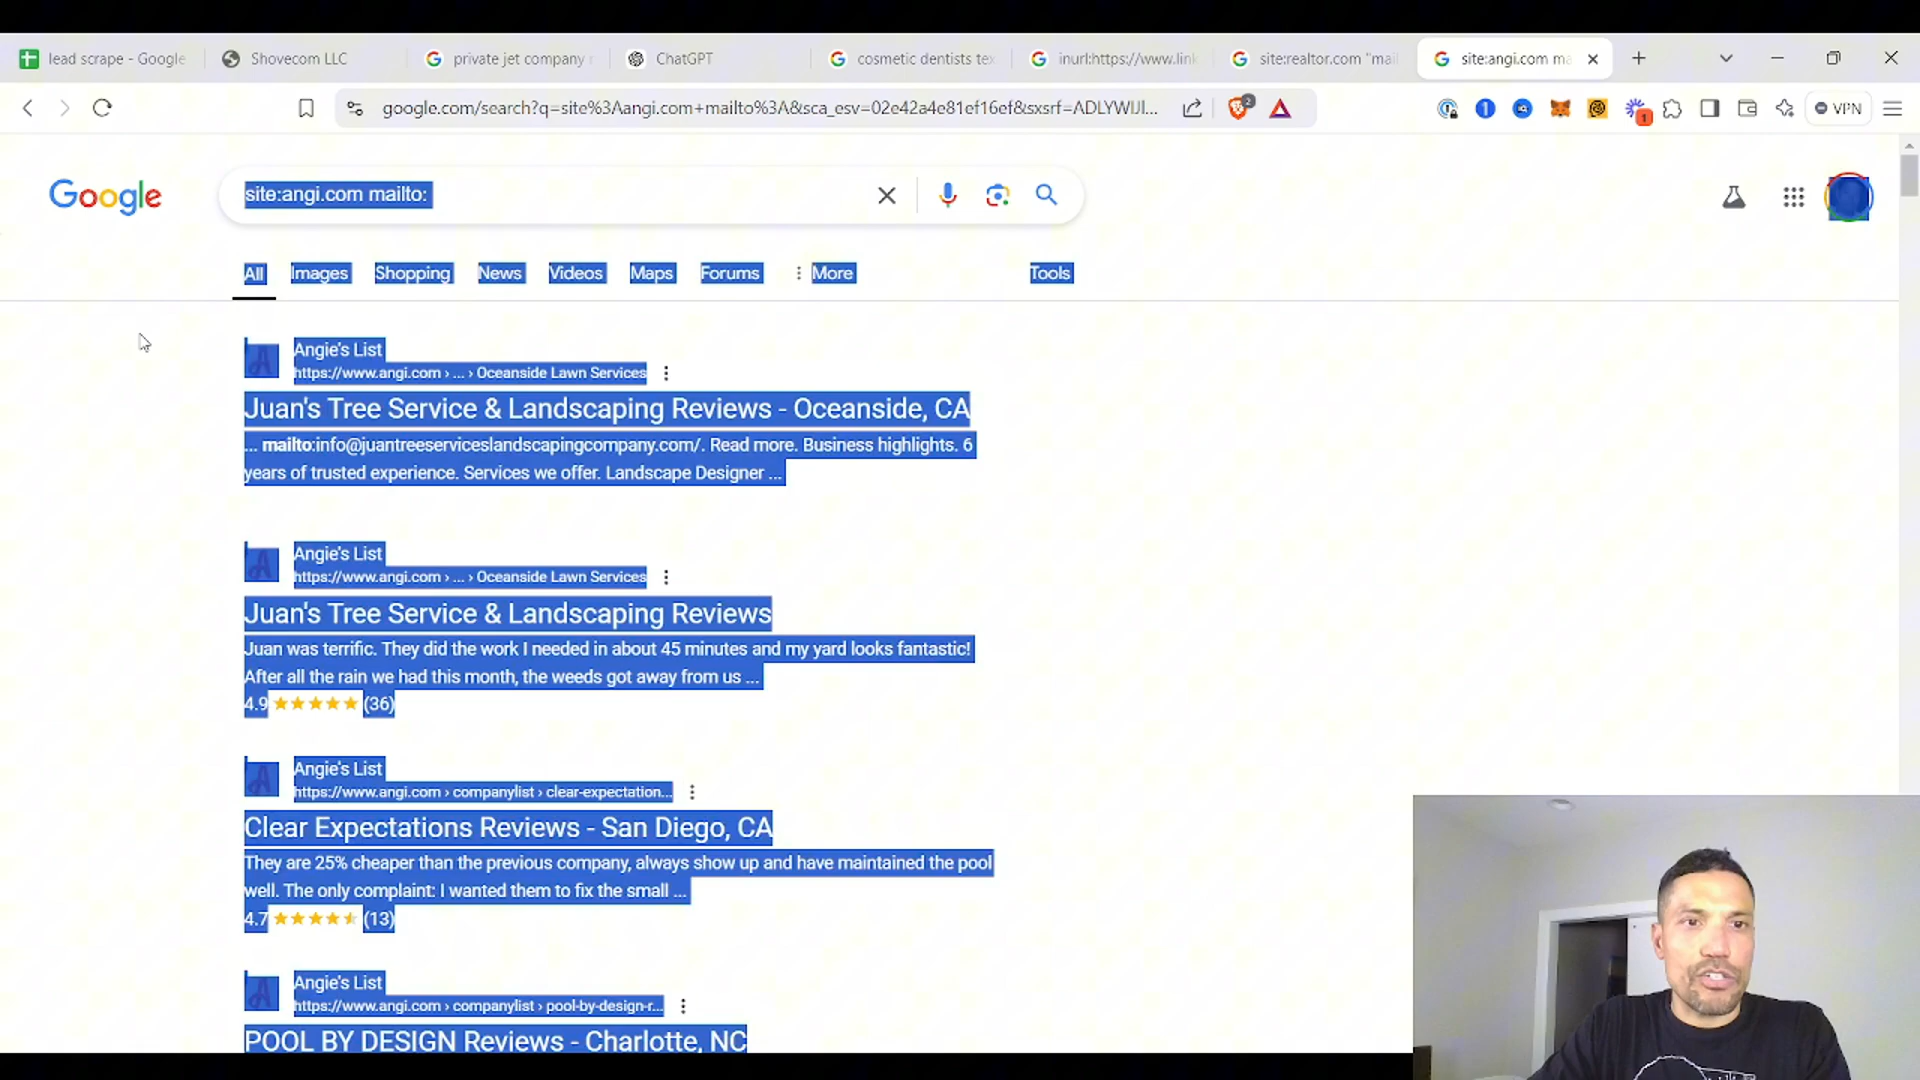 lead scrape - Google
Shovecom LLC
private jet company r
ChatGPT
cosmetic dentists tex
inurl:https://www.link
site:realtor.com "mail
site:angi.com ma
google.com/search?q=site%3Aangi.com+mailto%3A&sca_esv=02e42a4e81ef16ef&sxsrf=ADLYWIJl...
2
1
1
VPN
Google
site:angi.com mailto:
All
Images
Shopping
News
Videos
Maps
Forums
More
Tools
Angie's List
https://www.angi.com › ... › Oceanside Lawn Services
Juan's Tree Service & Landscaping Reviews - Oceanside, CA
... mailto:info@juantreeserviceslandscapingcompany.com/. Read more. Business highlights. 6
years of trusted experience. Services we offer. Landscape Designer ...
Angie's List
https://www.angi.com › ... › Oceanside Lawn Services
Juan's Tree Service & Landscaping Reviews
Juan was terrific. They did the work I needed in about 45 minutes and my yard looks fantastic!
After all the rain we had this month, the weeds got away from us ...
4.9 ★★★★★ (36)
Angie's List
https://www.angi.com › companylist › clear-expectation...
Clear Expectations Reviews - San Diego, CA
They are 25% cheaper than the previous company, always show up and have maintained the pool
well. The only complaint: I wanted them to fix the small ...
4.7 ★★★★★ (13)
Angie's List
https://www.angi.com › companylist › pool-by-design-r...
POOL BY DESIGN Reviews - Charlotte, NC